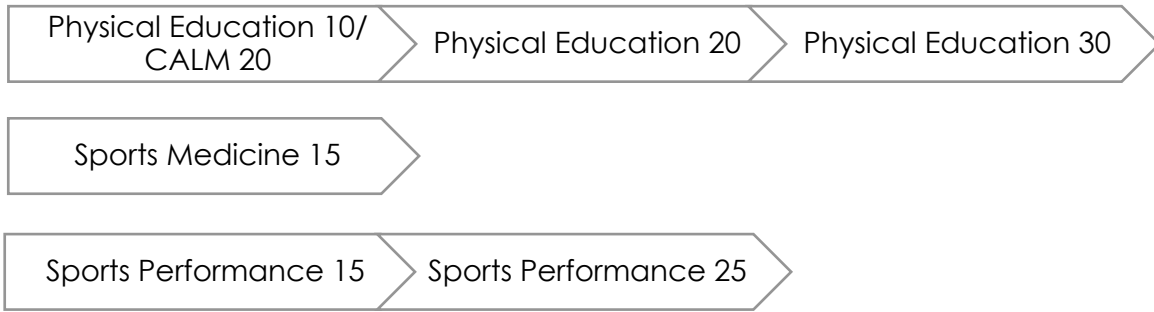 Physical Education 10/
CALM 20
Physical Education 20
Physical Education 30
Sports Medicine 15
Sports Performance 15
Sports Performance 25